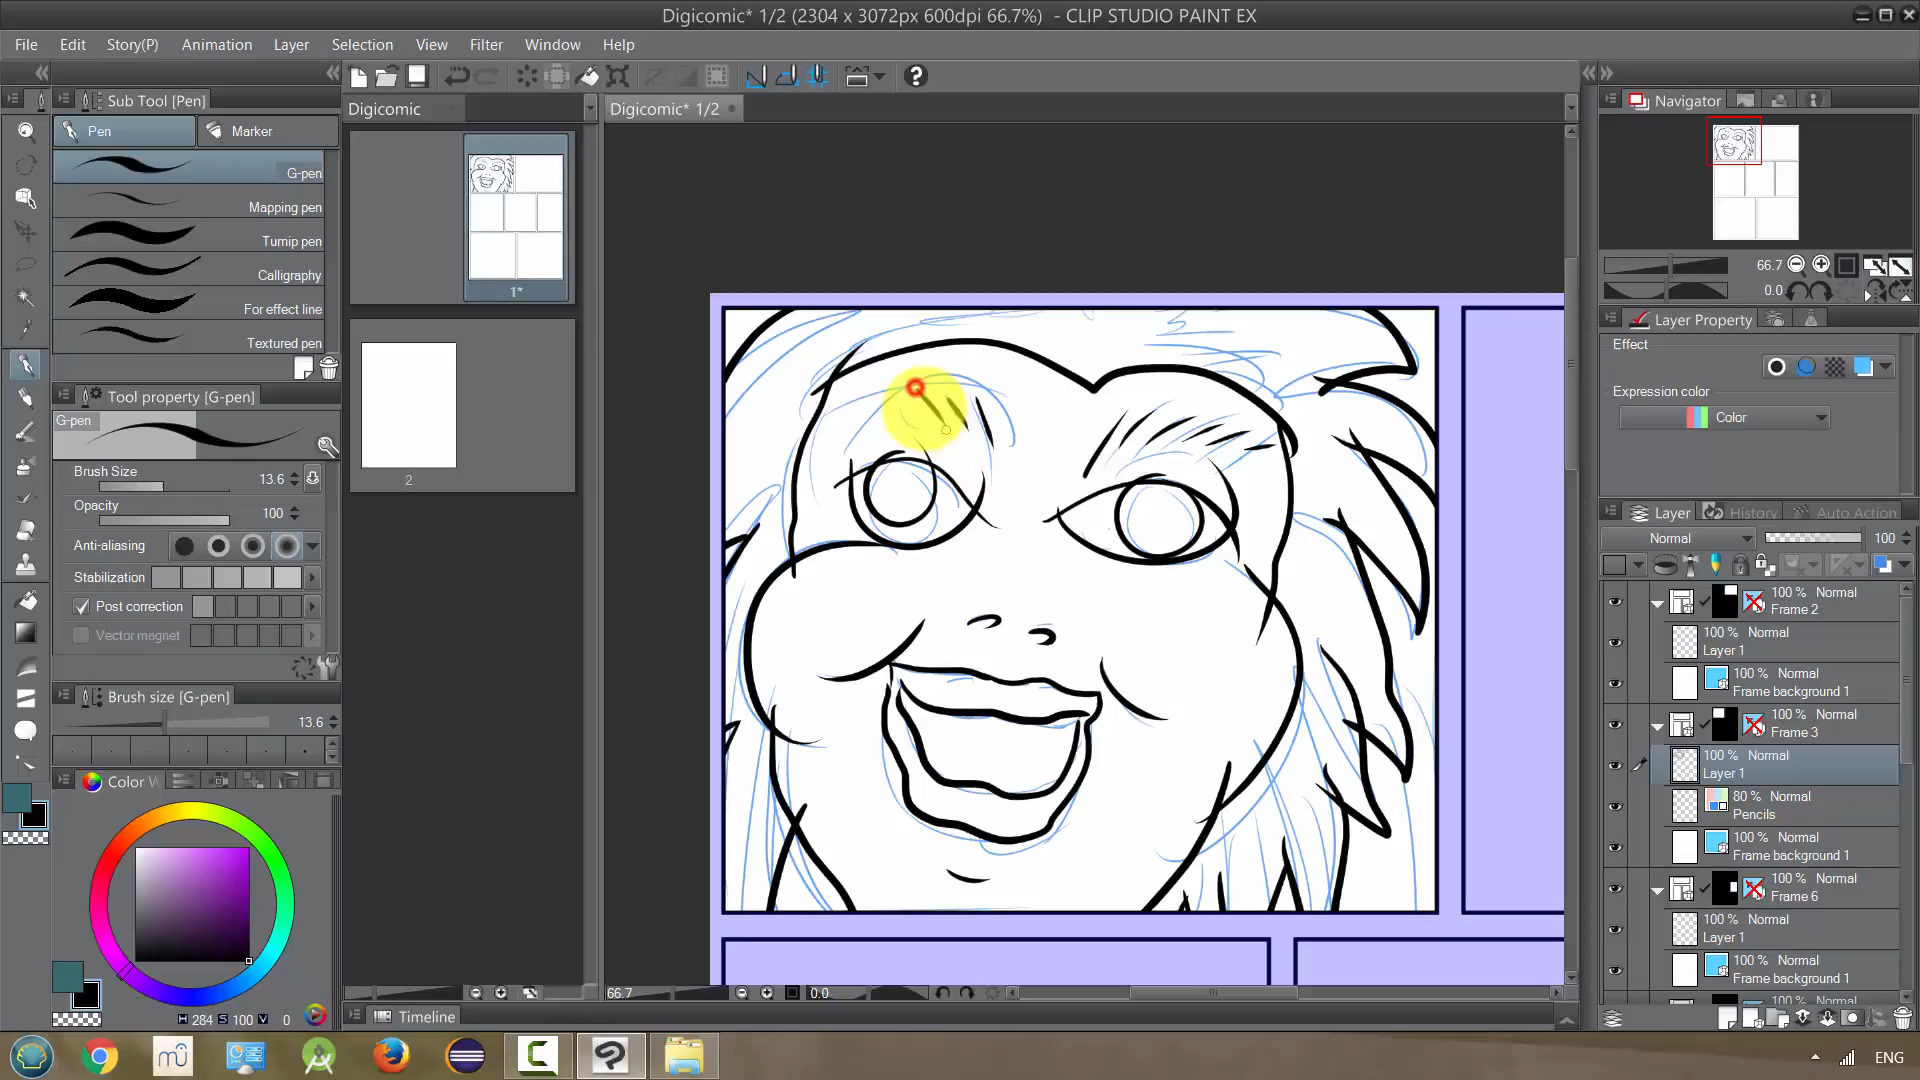 Digicomic* 1/2 (2304 x 3072px 600dpi 66.7%) - CLIP STUDIO PAINT EX
File Edit Story(P) Animation Layer Selection View Filter Window Help
Sub Tool [Pen]
Pen
Marker
G-pen
Mapping pen
Turnip pen
Calligraphy
For effect line
Textured pen
Tool property [G-pen]
G-pen
Brush Size 13.6
Opacity 100
Anti-aliasing
Stabilization
Post correction
Vector magnet
Brush size [G-pen]
13.6
Color W
H 284 S 100 V 0
Digicomic
1*
2
Digicomic* 1/2
66.7
0.0
Timeline
Navigator
66.7
0.0
Layer Property
Effect
Expression color
Color
Layer History Auto Action
Normal 100
100 % Normal
Frame 2
100 % Normal
Layer 1
100 % Normal
Frame background 1
100 % Normal
Frame 3
100 % Normal
Layer 1
80 % Normal
Pencils
100 % Normal
Frame background 1
100 % Normal
Frame 6
100 % Normal
Layer 1
100 % Normal
Frame background 1
100 % Normal
ENG